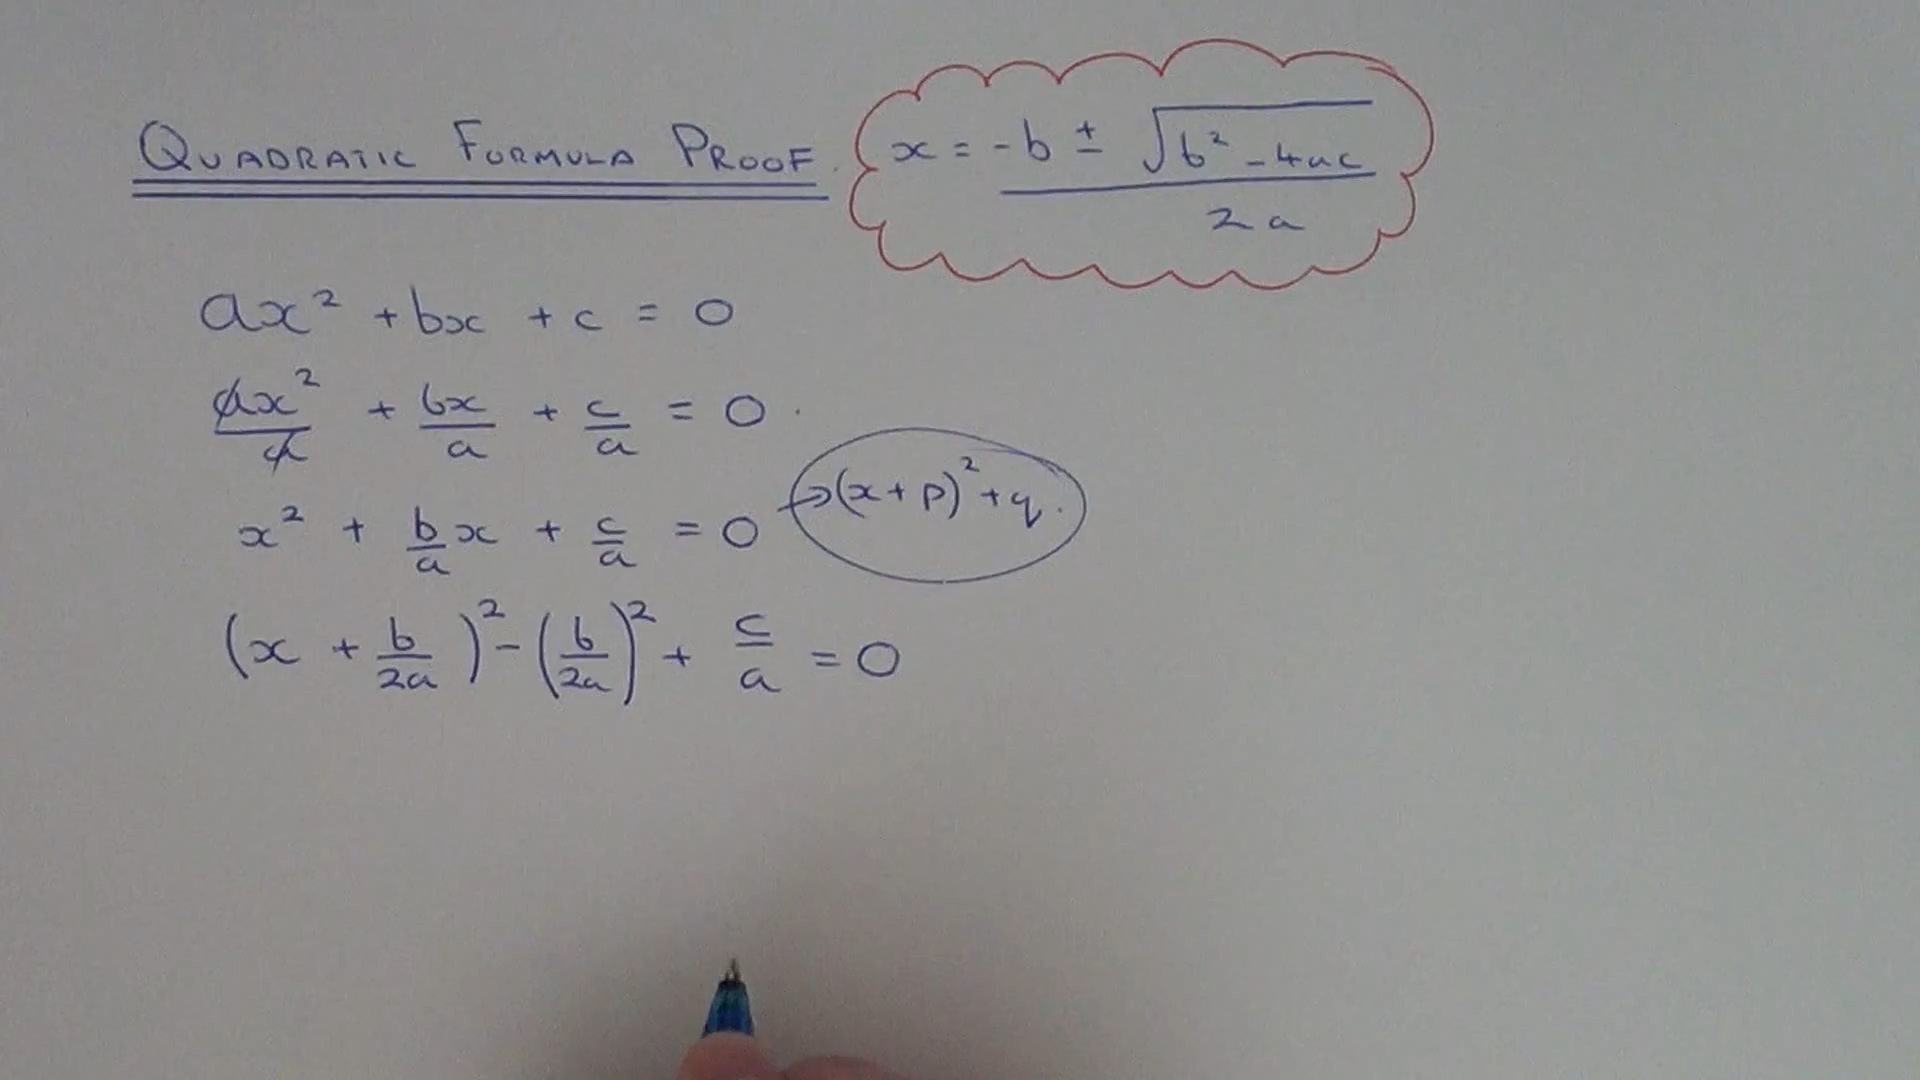 QUADRATIC FORMULA PROOF.
x = -b ± √(b² - 4ac) / 2a
ax² + bx + c = 0
ax²/a + bx/a + c/a = 0.
x² + b/a x + c/a = 0 → (x + p)² + q.
(x + b/2a)² - (b/2a)² + c/a = 0